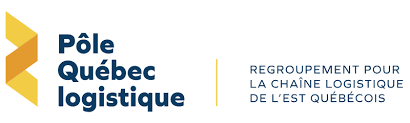 Pôle
Québec
logistique
REGROUPEMENT POUR
LA CHAÎNE LOGISTIQUE
DE L'EST QUÉBÉCOIS